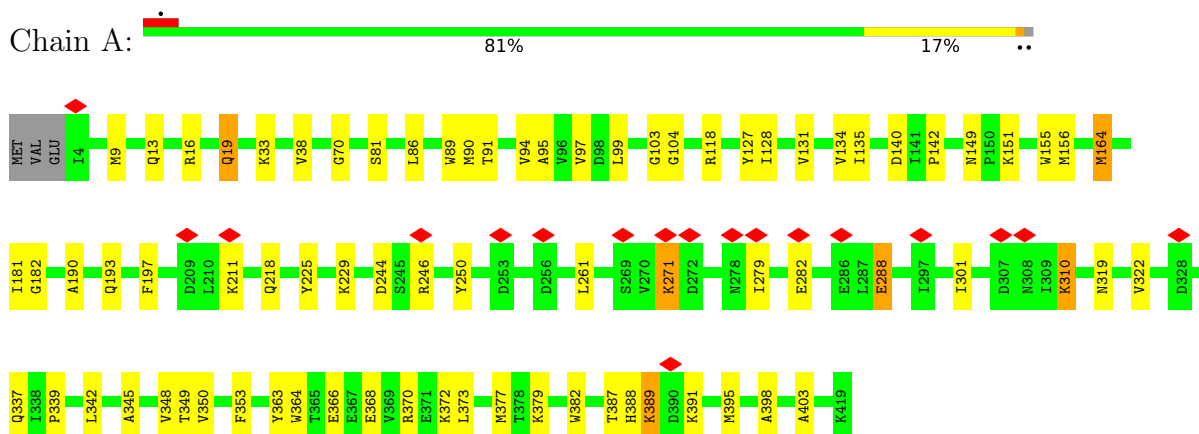 Chain A:
81% 17%
MET VAL GLU I4 M9 Q13 R16 Q19 K33 V38 G70 S81 L86 W89 M90 T91 V94 A95 V96 V97 D98 L99 G103 G104 R118 Y127 I128 V131 V134 I135 D140 I141 P142 N149 P150 K151 W155 M156 M164
I181 G182 A190 Q193 F197 D209 L210 K211 Q218 Y225 K229 D244 S245 R246 Y250 D253 D256 L261 S269 V270 K271 D272 N278 I279 E282 E286 L287 E288 I297 I301 D307 N308 I309 K310 N319 V322 D328
Q337 I338 P339 L342 A345 V348 T349 V350 F353 Y363 W364 T365 E366 E367 E368 V369 R370 E371 K372 L373 M377 T378 K379 W382 T387 H388 K389 D390 K391 M395 A398 A403 K419